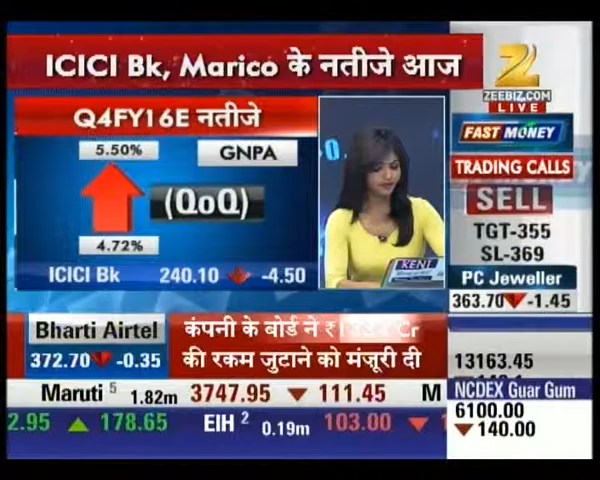 ICICI Bk, Marico के नतीजे आज
ZEEBIZ.COM
LIVE
Q4FY16E नतीजे
5.50%
GNPA
(QoQ)
4.72%
ICICI Bk 240.10 -4.50
KENT
FAST MONEY
TRADING CALLS
SELL
TGT-355
SL-369
PC Jeweller
363.70 -1.45
Bharti Airtel
372.70 -0.35
कंपनी के बोर्ड ने ₹ Cr
की रकम जुटाने को मंजूरी दी
13163.45
Maruti 5 1.82m 3747.95 111.45 M
NCDEX Guar Gum
6100.00
140.00
2.95 178.65 EIH 2 0.19m 103.00